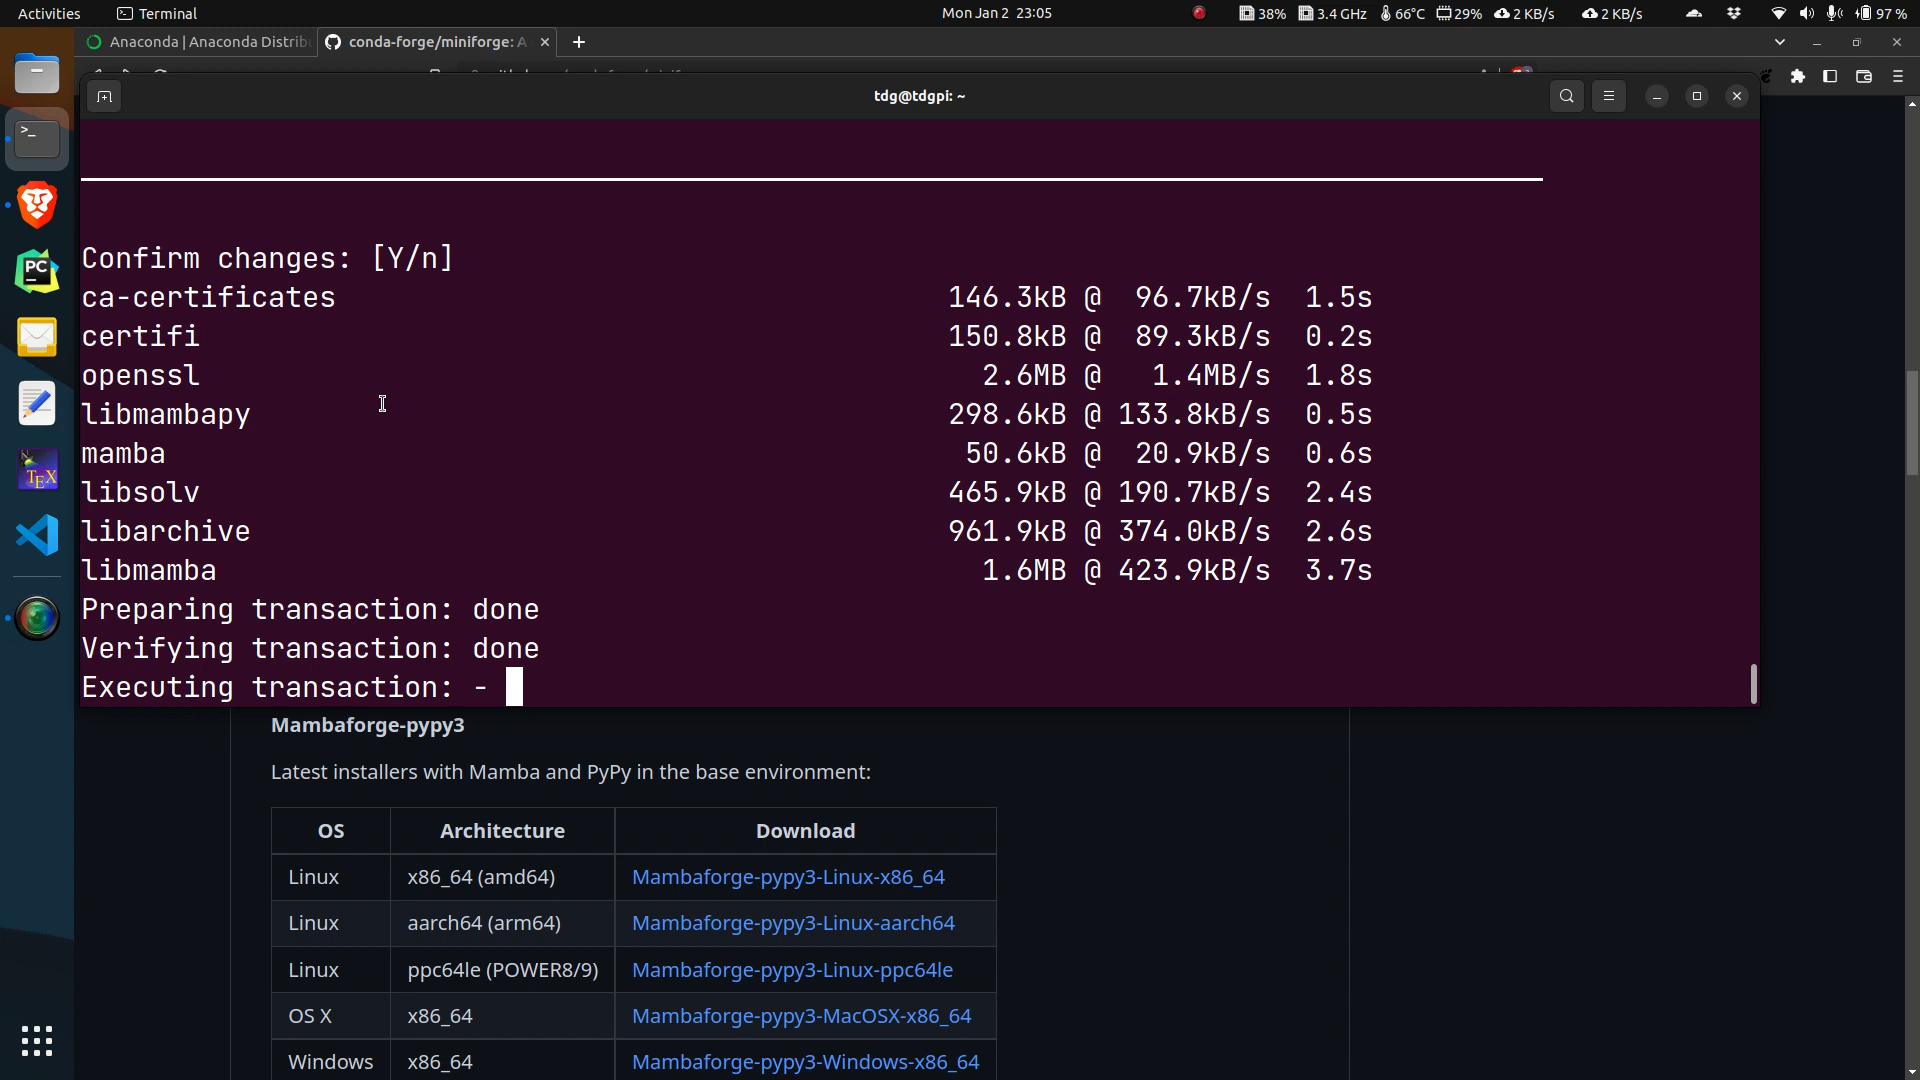 Activities Terminal Mon Jan 2 23:05 38% 3.4 GHz 66°C 29% 2 KB/s 2 KB/s 97 %
Anaconda | Anaconda Distrib conda-forge/miniforge: A
tdg@tdgpi: ~
Confirm changes: [Y/n]
ca-certificates 146.3kB @ 96.7kB/s 1.5s
certifi 150.8kB @ 89.3kB/s 0.2s
openssl 2.6MB @ 1.4MB/s 1.8s
libmambapy 298.6kB @ 133.8kB/s 0.5s
mamba 50.6kB @ 20.9kB/s 0.6s
libsolv 465.9kB @ 190.7kB/s 2.4s
libarchive 961.9kB @ 374.0kB/s 2.6s
libmamba 1.6MB @ 423.9kB/s 3.7s
Preparing transaction: done
Verifying transaction: done
Executing transaction: -
Mambaforge-pypy3
Latest installers with Mamba and PyPy in the base environment:
OS Architecture Download
Linux x86_64 (amd64) Mambaforge-pypy3-Linux-x86_64
Linux aarch64 (arm64) Mambaforge-pypy3-Linux-aarch64
Linux ppc64le (POWER8/9) Mambaforge-pypy3-Linux-ppc64le
OS X x86_64 Mambaforge-pypy3-MacOSX-x86_64
Windows x86_64 Mambaforge-pypy3-Windows-x86_64
>_
PC
TEX